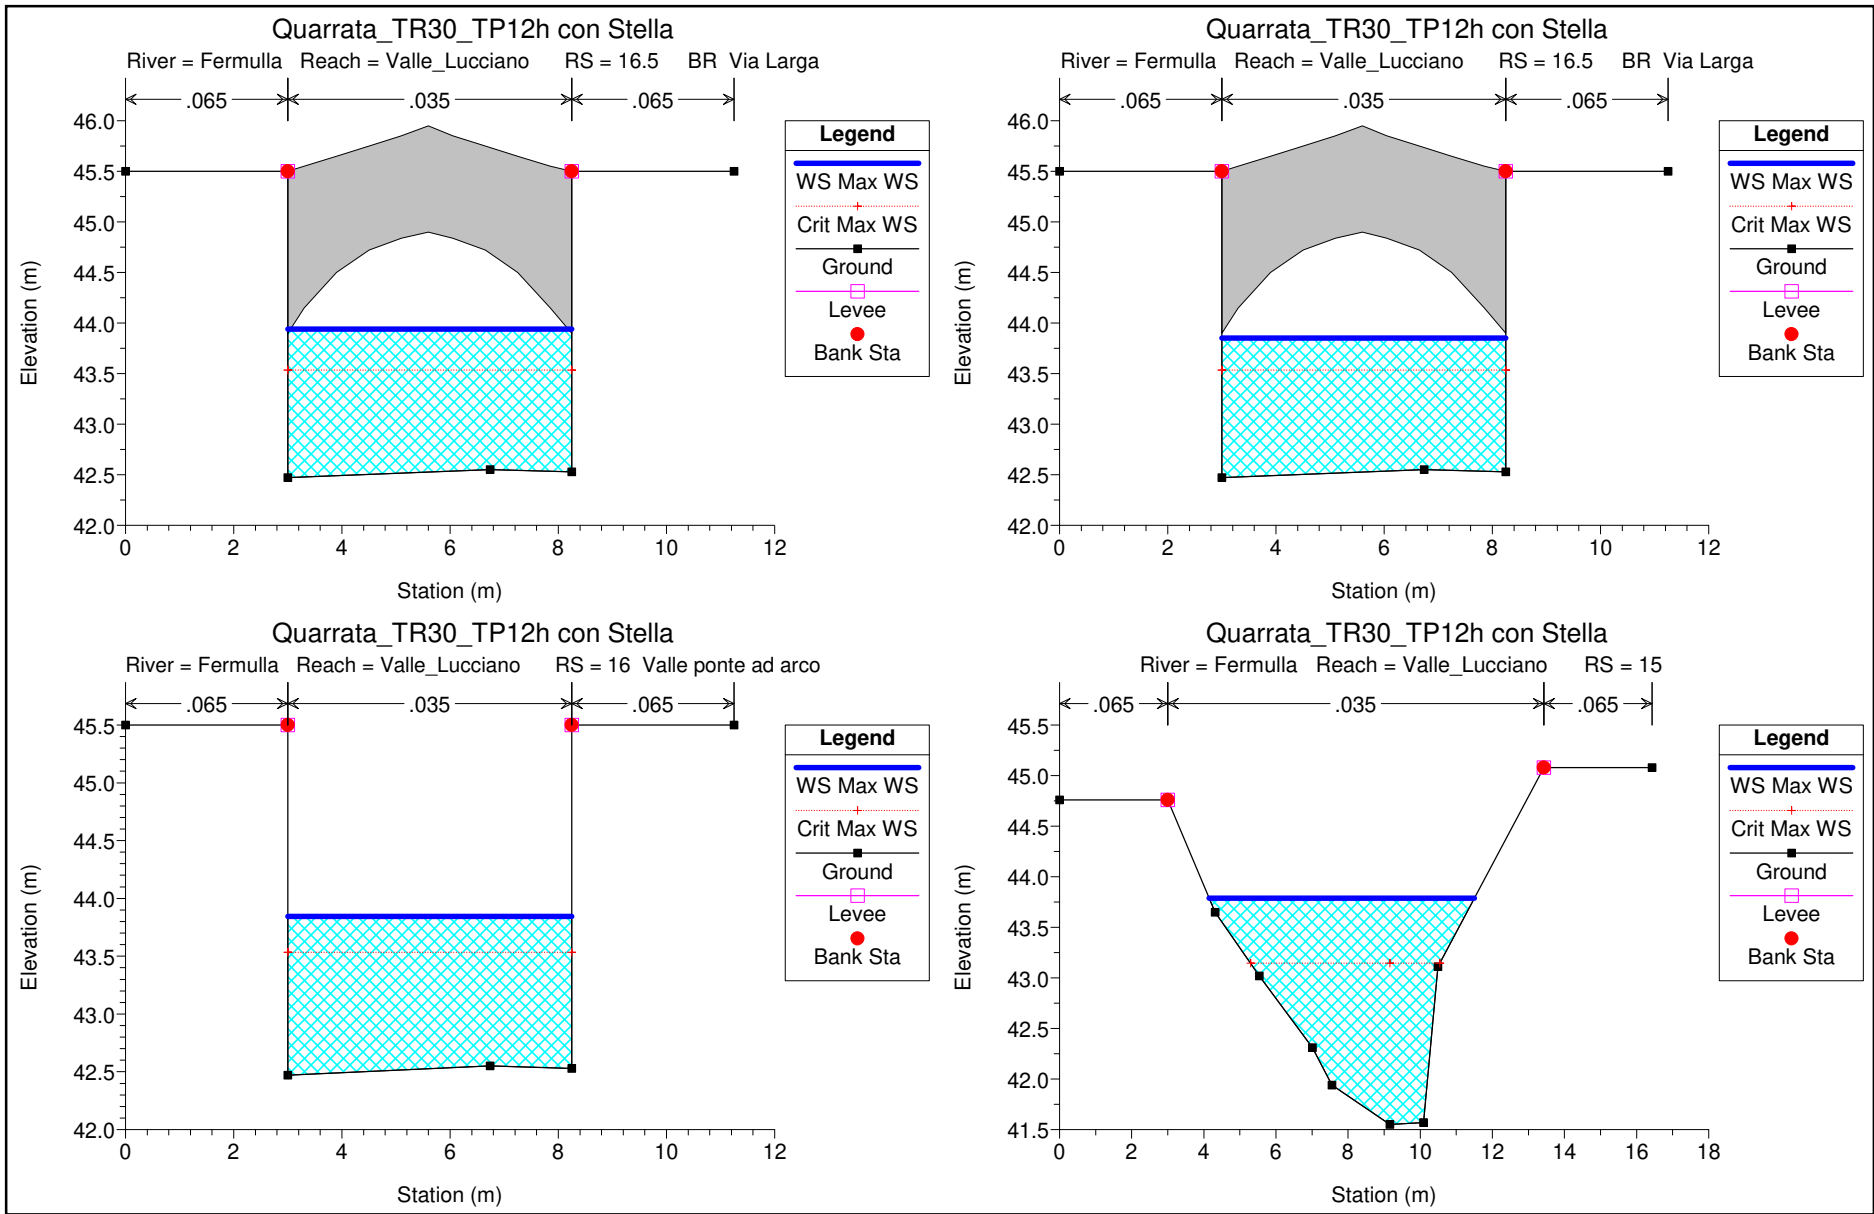 Quarrata_TR30_TP12h con Stella
River = Fermulla Reach = Valle_Lucciano RS = 16.5 BR Via Larga
.065 .035 .065
46.0
45.5
45.0
44.5
44.0
43.5
43.0
42.5
42.0
Elevation (m)
0 2 4 6 8 10 12
Station (m)
Legend
WS Max WS
Crit Max WS
Ground
Levee
Bank Sta
Quarrata_TR30_TP12h con Stella
River = Fermulla Reach = Valle_Lucciano RS = 16.5 BR Via Larga
.065 .035 .065
46.0
45.5
45.0
44.5
44.0
43.5
43.0
42.5
42.0
Elevation (m)
0 2 4 6 8 10 12
Station (m)
Legend
WS Max WS
Crit Max WS
Ground
Levee
Bank Sta
Quarrata_TR30_TP12h con Stella
River = Fermulla Reach = Valle_Lucciano RS = 16 Valle ponte ad arco
.065 .035 .065
45.5
45.0
44.5
44.0
43.5
43.0
42.5
42.0
Elevation (m)
0 2 4 6 8 10 12
Station (m)
Legend
WS Max WS
Crit Max WS
Ground
Levee
Bank Sta
Quarrata_TR30_TP12h con Stella
River = Fermulla Reach = Valle_Lucciano RS = 15
.065 .035 .065
45.5
45.0
44.5
44.0
43.5
43.0
42.5
42.0
41.5
Elevation (m)
0 2 4 6 8 10 12 14 16 18
Station (m)
Legend
WS Max WS
Crit Max WS
Ground
Levee
Bank Sta